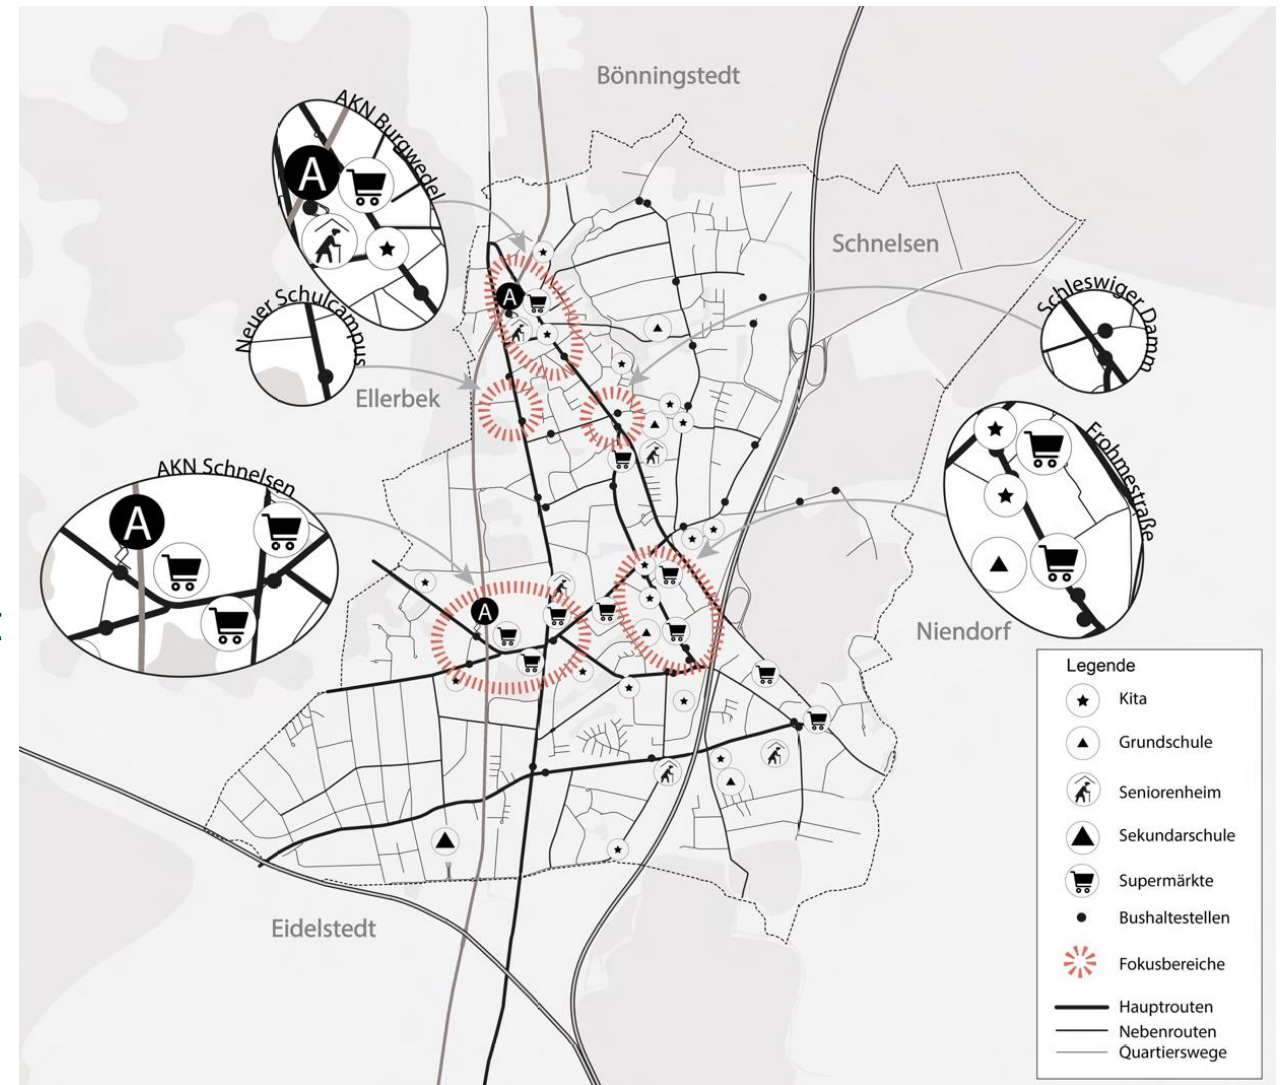 Bönningstedt
AKN Burgwedel
A
Schnelsen
Neuer Schulcampus
Schleswiger Damm
A
Ellerbek
Frohmestraße
AKN Schnelsen
A
A
Niendorf
Legende
Kita
Grundschule
Seniorenheim
Sekundarschule
Supermärkte
Bushaltestellen
Fokusbereiche
Hauptrouten
Nebenrouten
Quartierswege
Eidelstedt